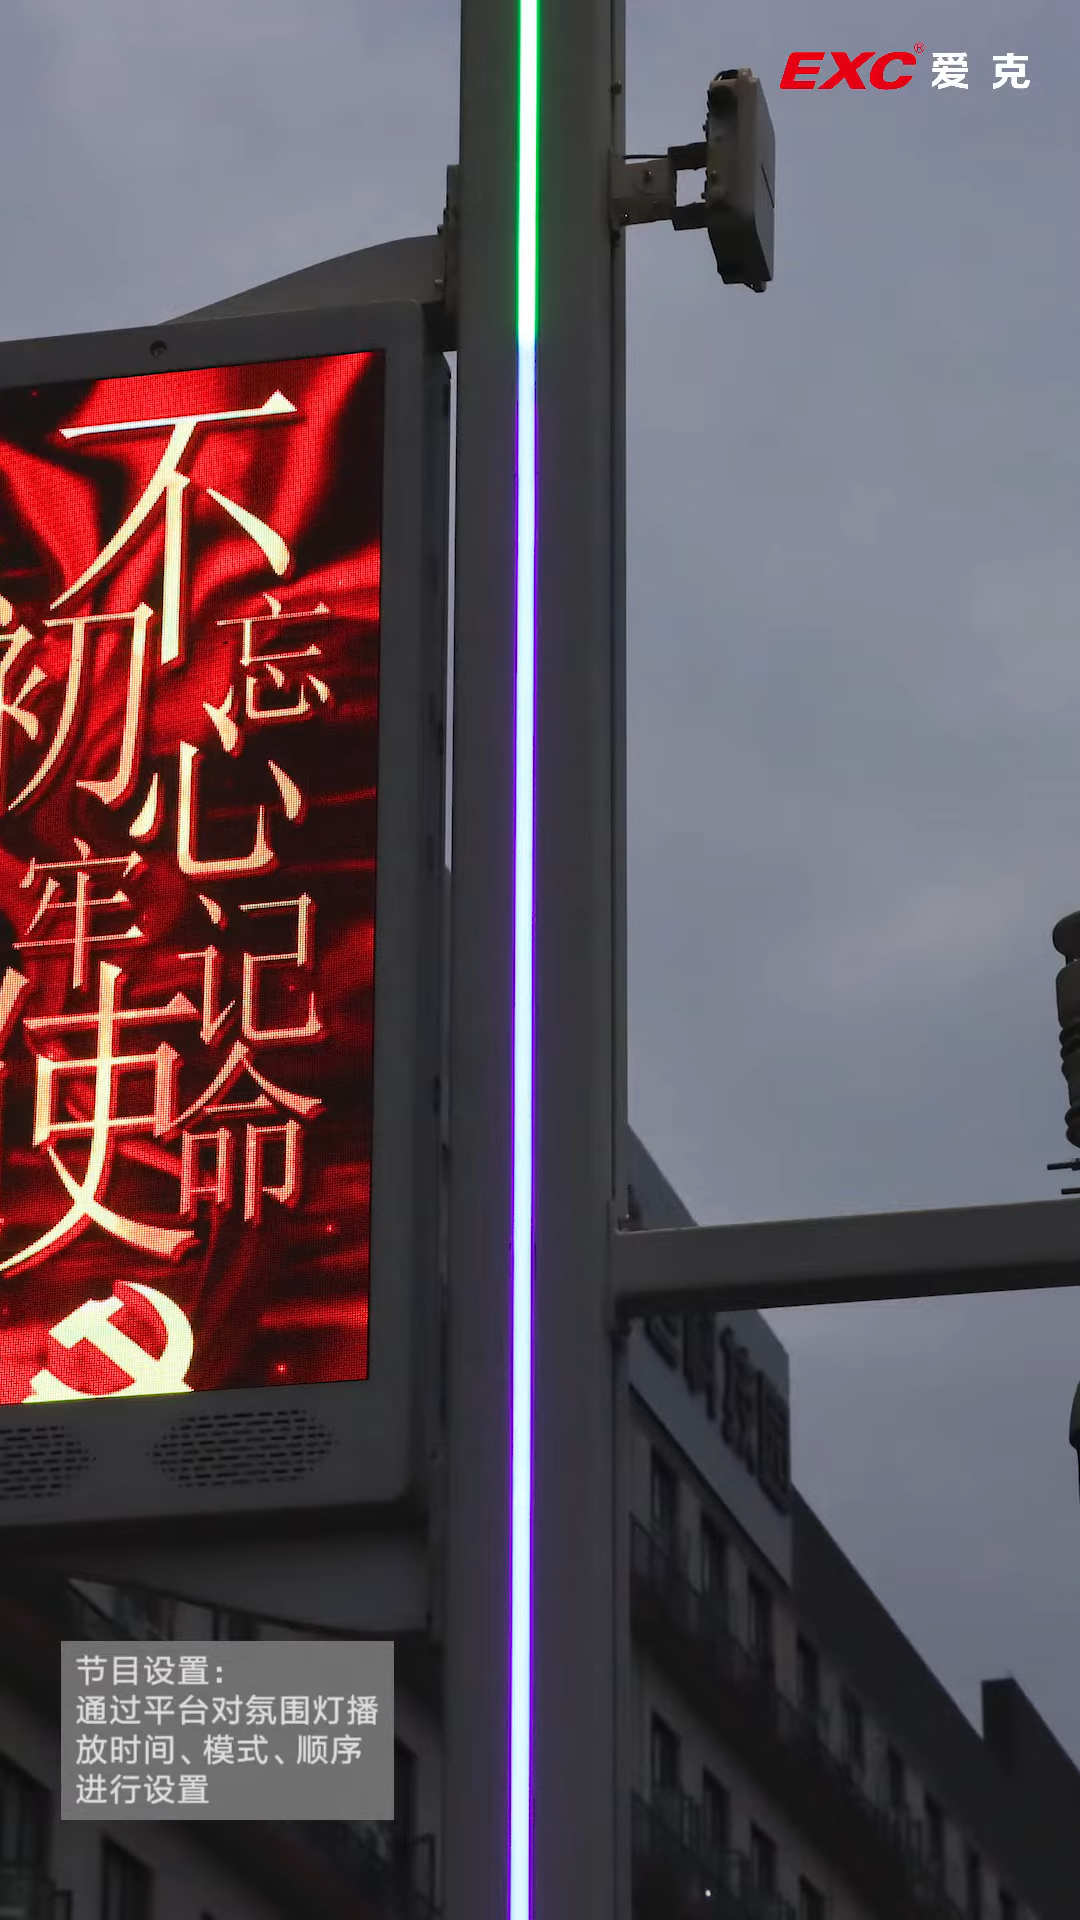 EXC® 爱克
不忘
初心
牢记
使命
节目设置：
通过平台对氛围灯播
放时间、模式、顺序
进行设置